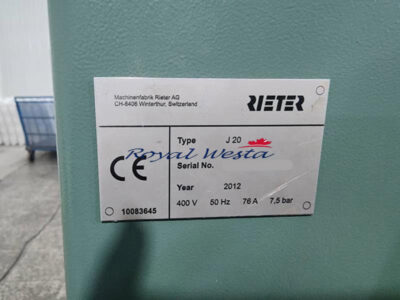 Maschinenfabrik Rieter AG
CH-8406 Winterthur, Switzerland
RIETER
Type J 20
Royal Westa
Serial No.
CE
Year 2012
10083645
400 V 50 Hz 76 A 7,5 bar